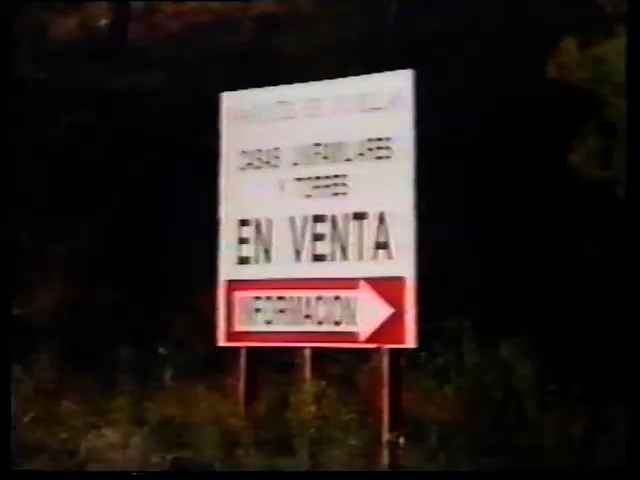 CASAS UNIFAMILIARES
Y TORRES
EN VENTA
INFORMACION